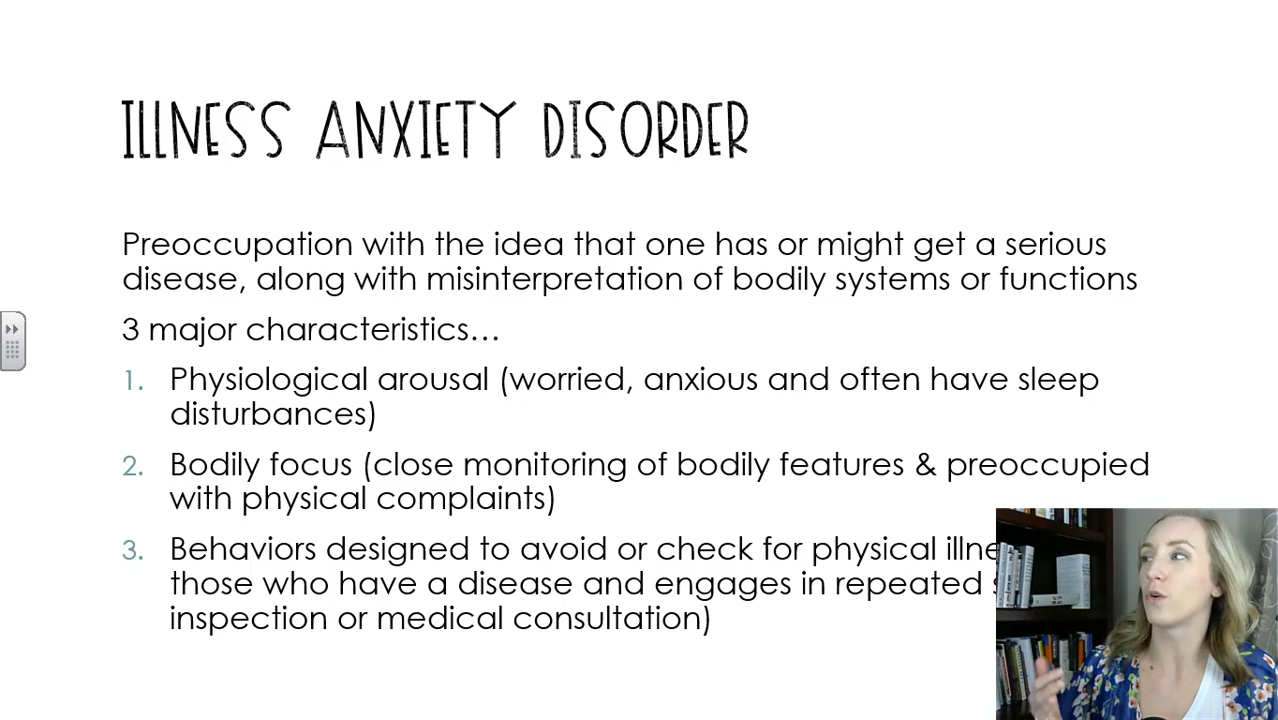 ILLNESS ANXIETY DISORDER
Preoccupation with the idea that one has or might get a serious
disease, along with misinterpretation of bodily systems or functions
3 major characteristics…
1. Physiological arousal (worried, anxious and often have sleep
disturbances)
2. Bodily focus (close monitoring of bodily features & preoccupied
with physical complaints)
3. Behaviors designed to avoid or check for physical
those who have a disease and engages in repeated
inspection or medical consultation)